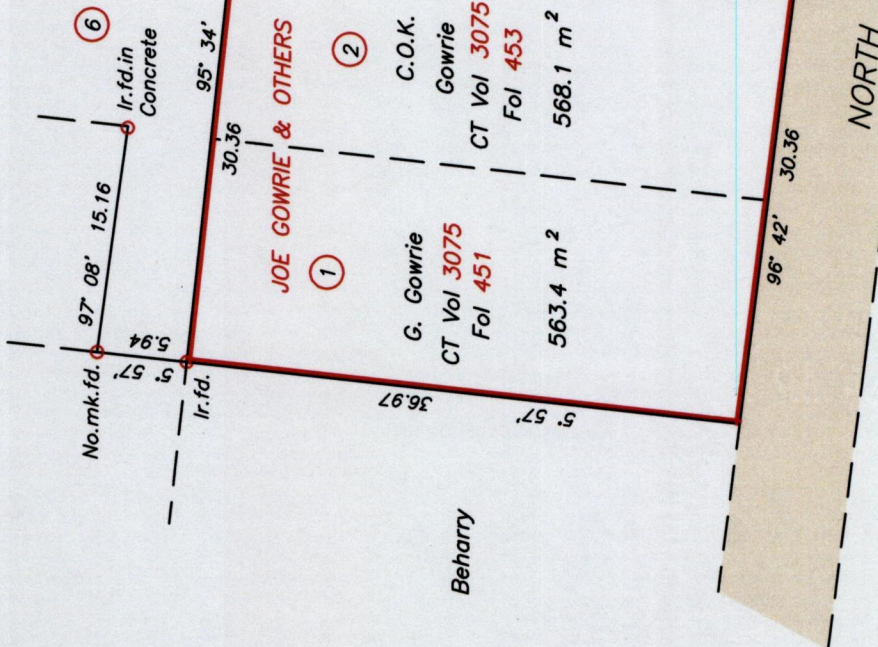 6
Ir.fd.in
Concrete
97° 08' 15.16
95° 34'
30.36
No.mk.fd.
5.94
5° 57'
Ir.fd.
JOE GOWRIE & OTHERS
1
2
G. Gowrie
CT Vol 3075
Fol 451
563.4 m²
C.O.K.
Gowrie
CT Vol 3075
Fol 453
568.1 m²
36.97
5° 57'
Beharry
96° 42'
30.36
NORTH